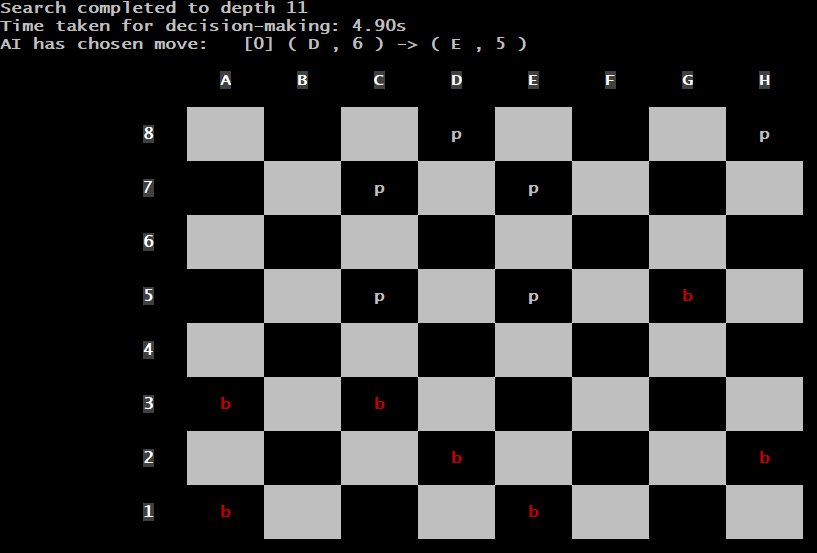 Search completed to depth 11
Time taken for decision-making: 4.90s
AI has chosen move:   [0] ( D , 6 ) -> ( E , 5 )
A B C D E F G H
8 p p
7 p p
6
5 p p b
4
3 b b
2 b b
1 b b